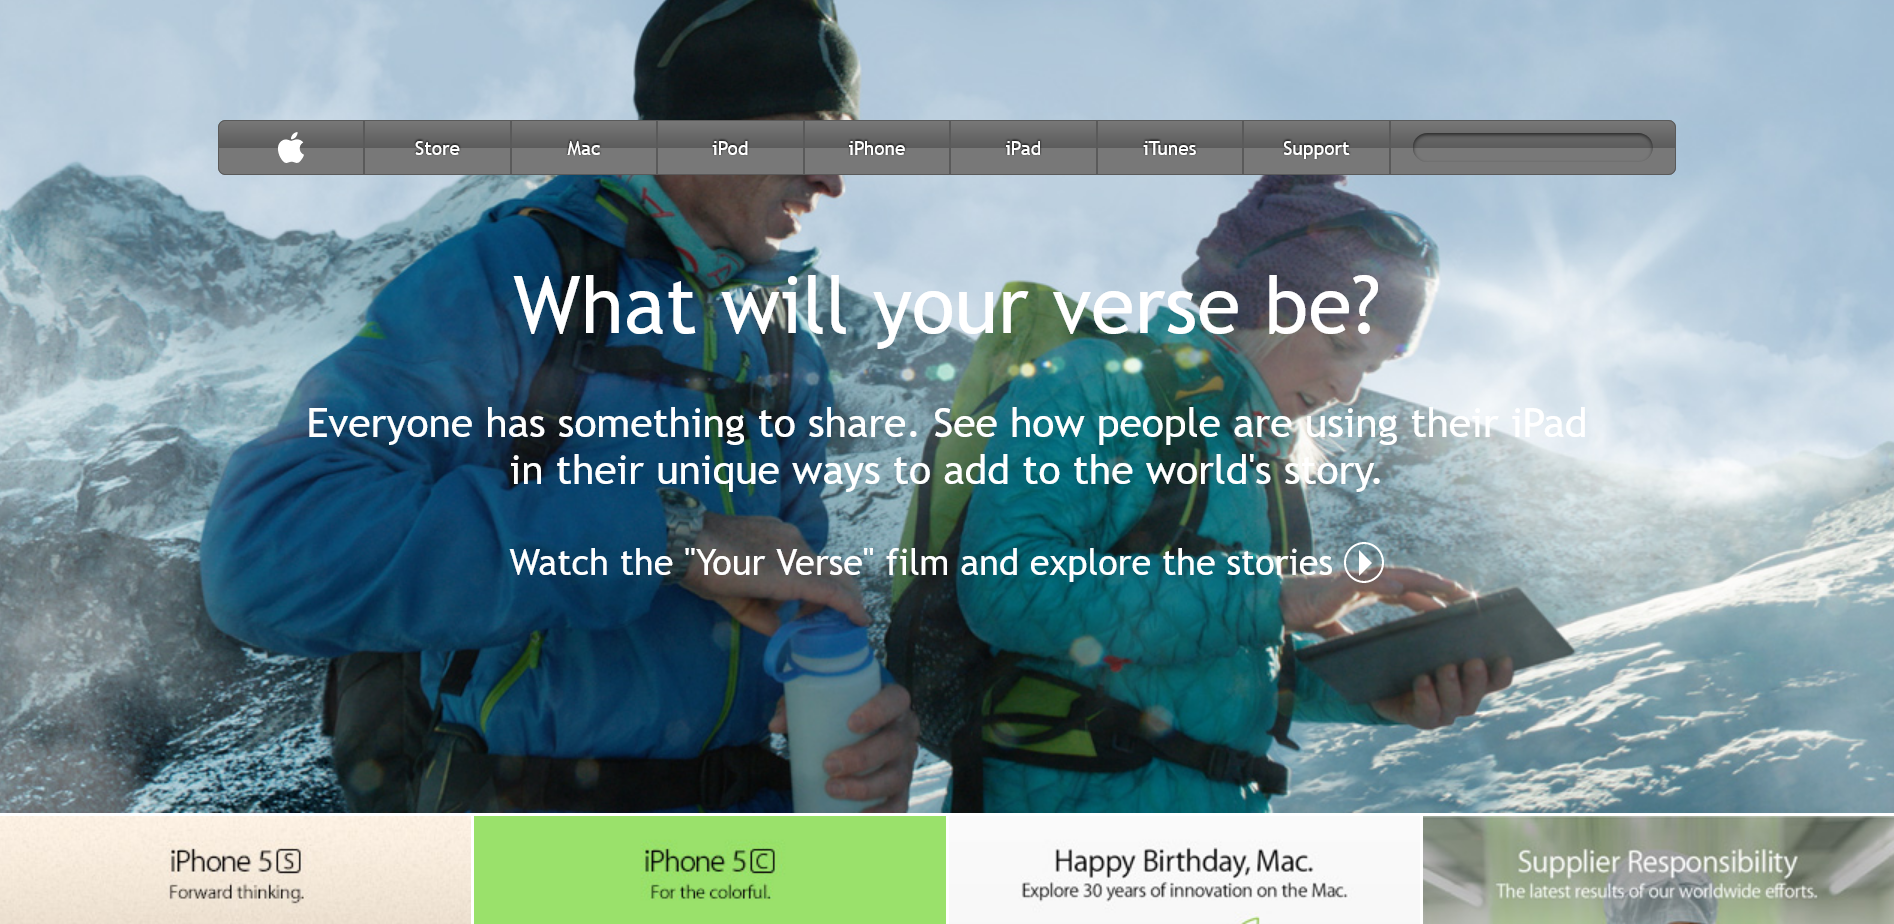 Store
Mac
iPod
iPhone
iPad
iTunes
Support
What will your verse be?
Everyone has something to share. See how people are using their iPad
in their unique ways to add to the world's story.
Watch the "Your Verse" film and explore the stories
iPhone 5S
Forward thinking.
iPhone 5C
For the colorful.
Happy Birthday, Mac.
Explore 30 years of innovation on the Mac.
Supplier Responsibility
The latest results of our worldwide efforts.